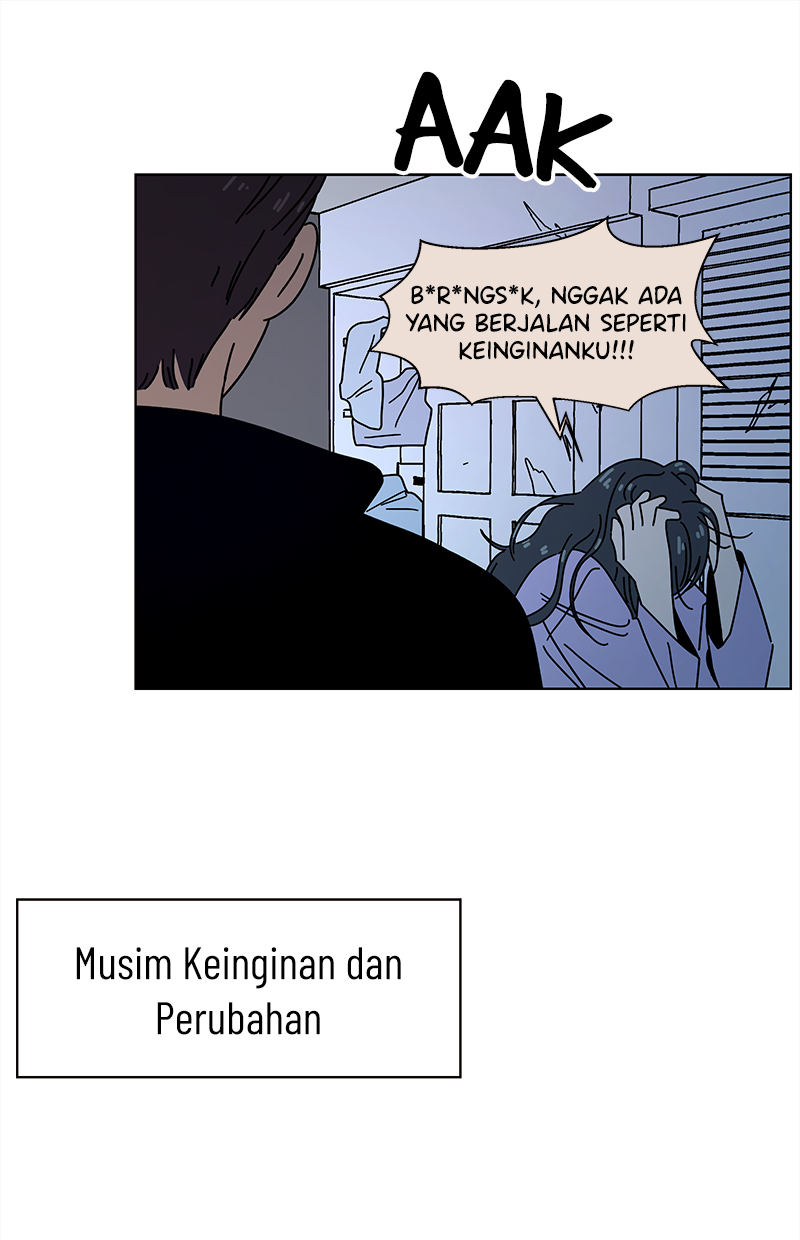 AAK
B*R*NGS*K, NGGAK ADA
YANG BERJALAN SEPERTI
KEINGINANKU!!!
Musim Keinginan dan
Perubahan